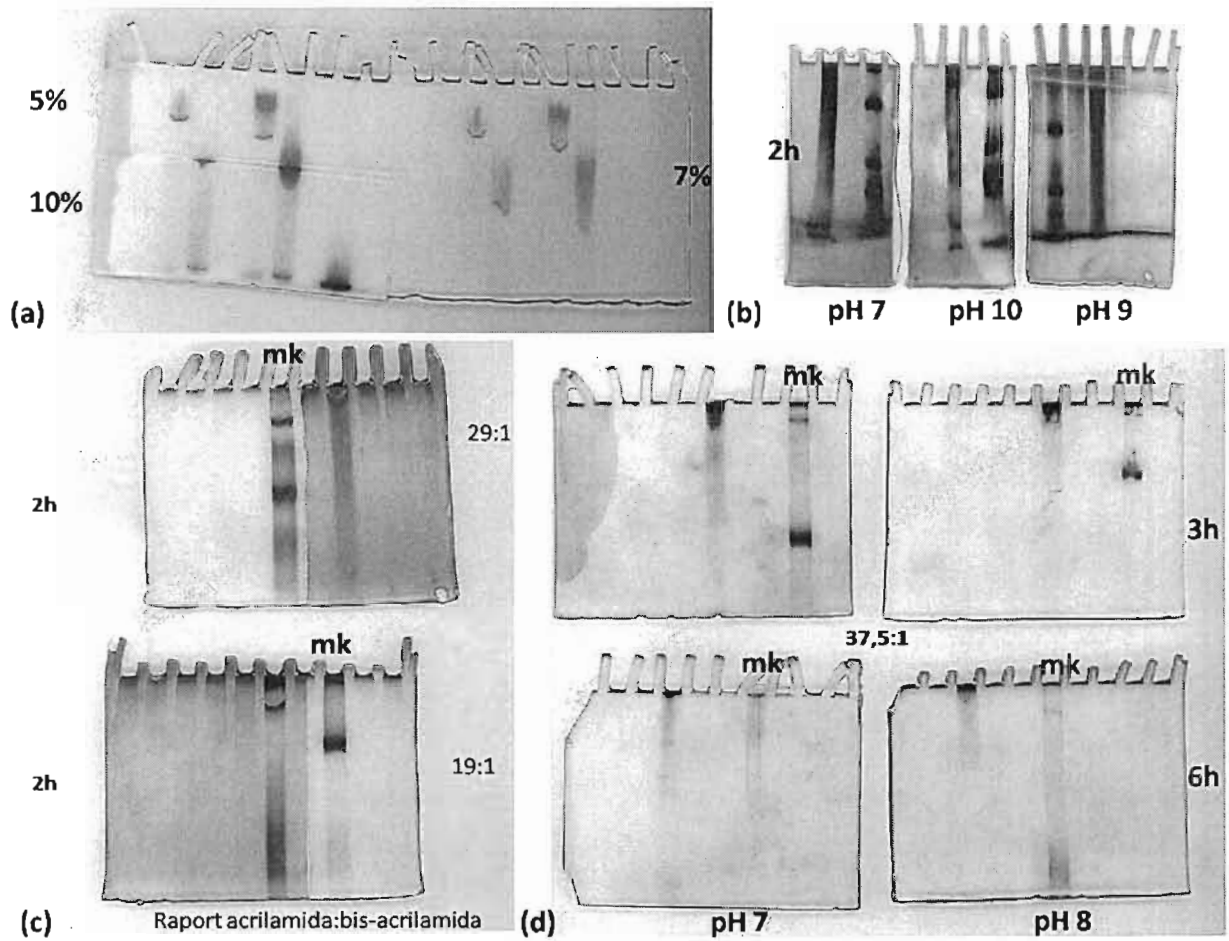 5%
10%
7%
(a)
2h
(b)
pH 7
pH 10
pH 9
mk
29:1
2h
mk
19:1
2h
(c)
Raport acrilamida:bis-acrilamida
mk
mk
3h
37,5:1
mk
mk
6h
(d)
pH 7
pH 8